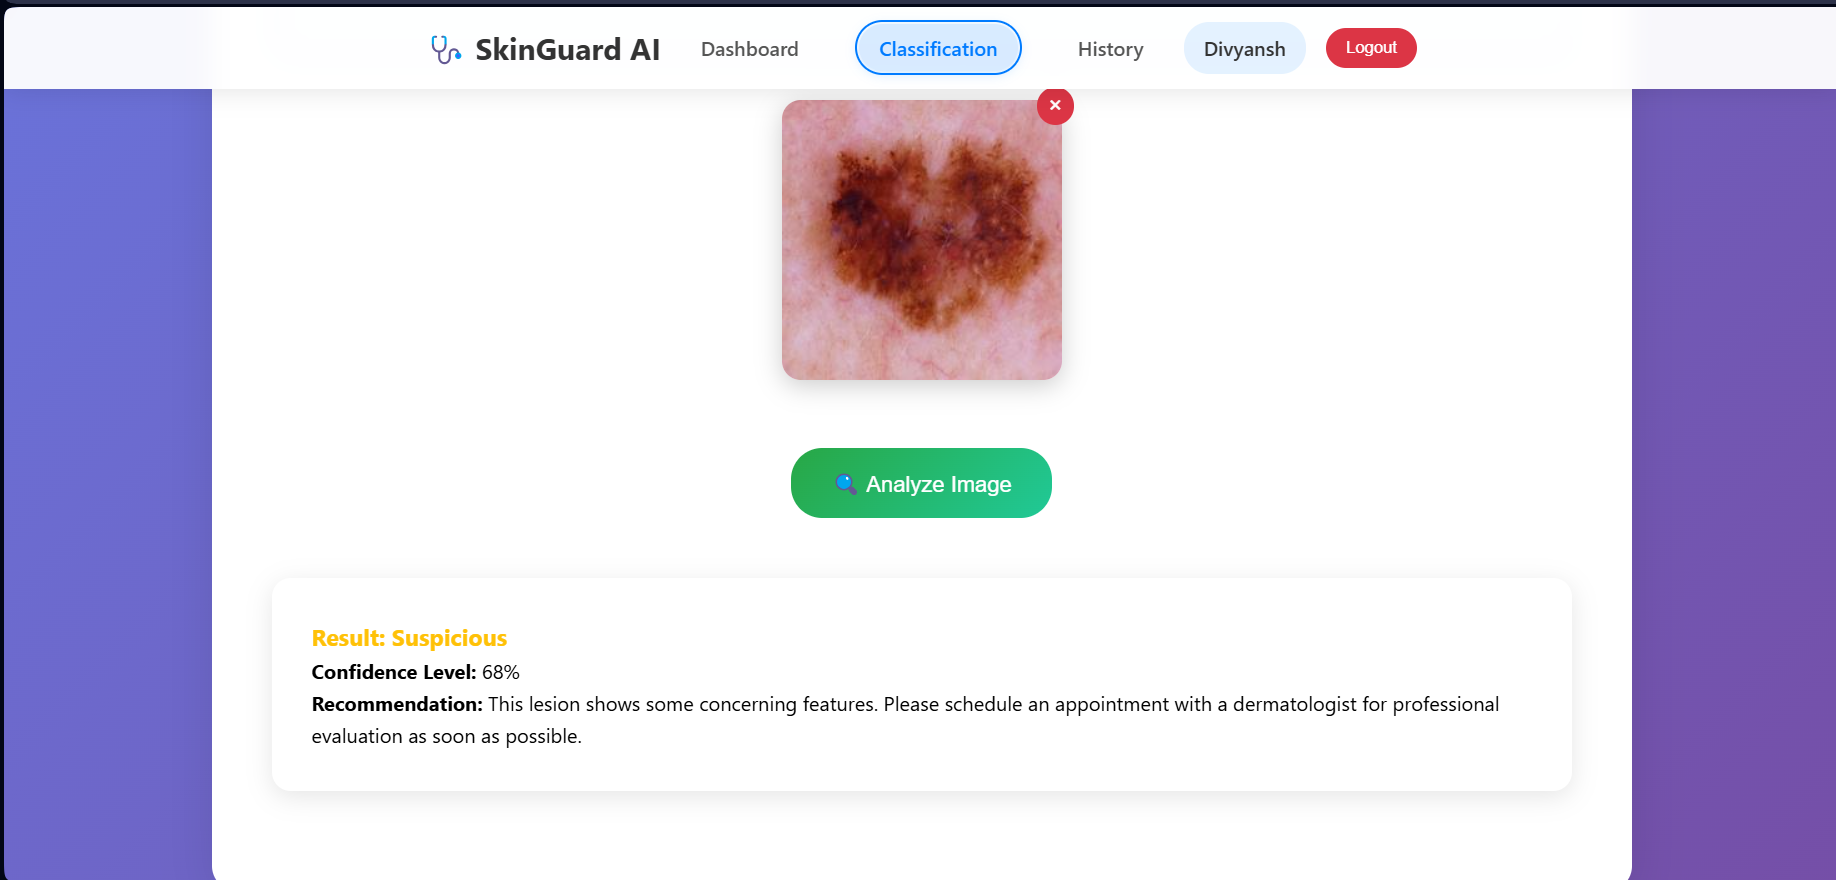 SkinGuard AI
Dashboard
Classification
History
Divyansh
Logout
×
Analyze Image
Result: Suspicious
Confidence Level: 68%
Recommendation: This lesion shows some concerning features. Please schedule an appointment with a dermatologist for professional
evaluation as soon as possible.